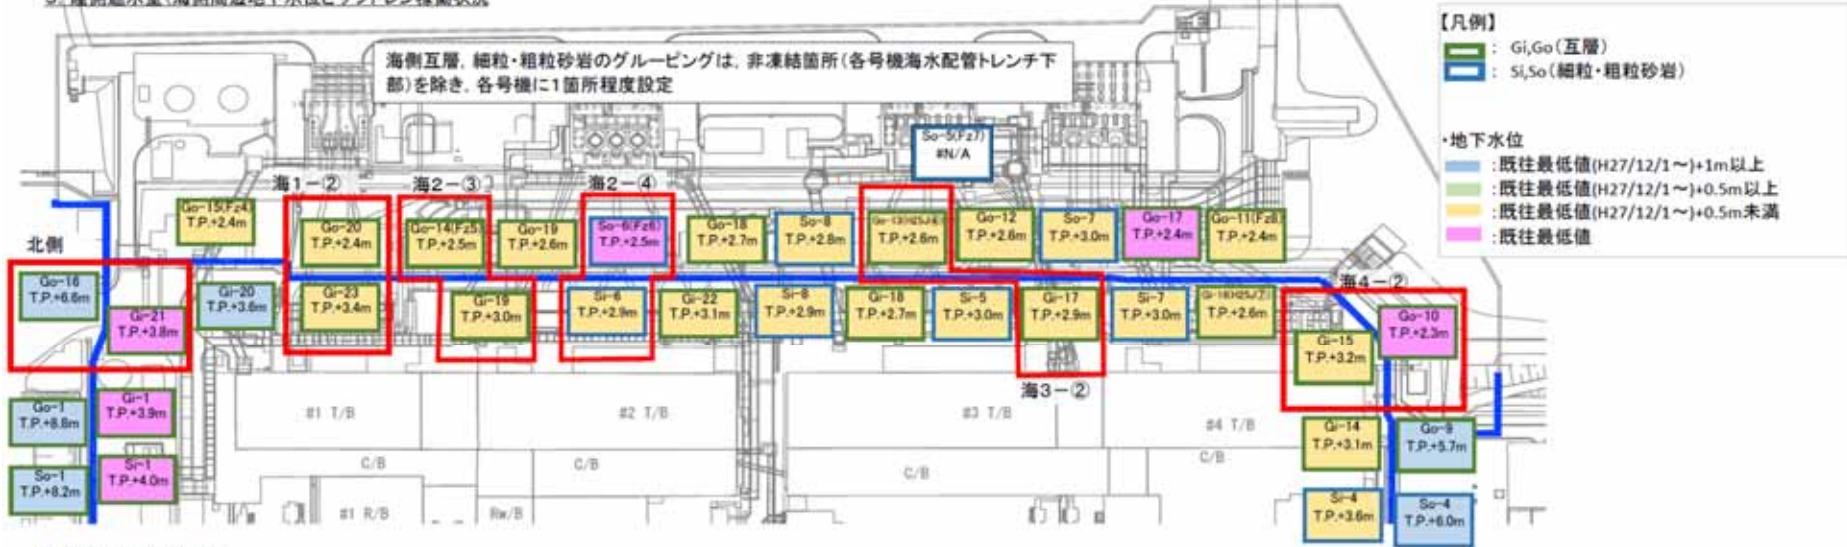 海側互層, 細粒・粗粒砂岩のグルーピングは, 非凍結箇所(各号機海水配管トレンチ下
部)を除き, 各号機に1箇所程度設定
【凡例】
: Gi,Go(互層)
: Si,So(細粒・粗粒砂岩)
・地下水位
:既往最低値(H27/12/1～)+1m以上
:既往最低値(H27/12/1～)+0.5m以上
:既往最低値(H27/12/1～)+0.5m未満
:既往最低値
So-5(Fz7)
#N/A
海1-②
海2-③
海2-④
Go-15(Fz4)
T.P.+2.4m
Go-20
T.P.+2.4m
Go-14(Fz5)
T.P.+2.5m
Go-19
T.P.+2.6m
So-6(Fz6)
T.P.+2.5m
Go-18
T.P.+2.7m
So-8
T.P.+2.8m
T.P.+2.6m
Go-12
T.P.+2.6m
So-7
T.P.+3.0m
Go-17
T.P.+2.4m
Go-11(Fz8)
T.P.+2.4m
北側
海4-②
Go-16
T.P.+6.6m
Gi-21
T.P.+3.8m
Gi-20
T.P.+3.6m
Gi-23
T.P.+3.4m
Gi-19
T.P.+3.0m
Si-6
T.P.+2.9m
Gi-22
T.P.+3.1m
Si-8
T.P.+2.9m
Gi-18
T.P.+2.7m
Si-5
T.P.+3.0m
Gi-17
T.P.+2.9m
Si-7
T.P.+3.0m
T.P.+2.6m
Gi-15
T.P.+3.2m
Go-10
T.P.+2.3m
海3-②
Go-1
T.P.+8.8m
Gi-1
T.P.+3.9m
#1 T/B
#2 T/B
#3 T/B
#4 T/B
Gi-14
T.P.+3.1m
Go-9
T.P.+5.7m
So-1
T.P.+8.2m
Si-1
T.P.+4.0m
C/B
C/B
C/B
C/B
#1 R/B
Rw/B
Si-4
T.P.+3.6m
So-4
T.P.+6.0m